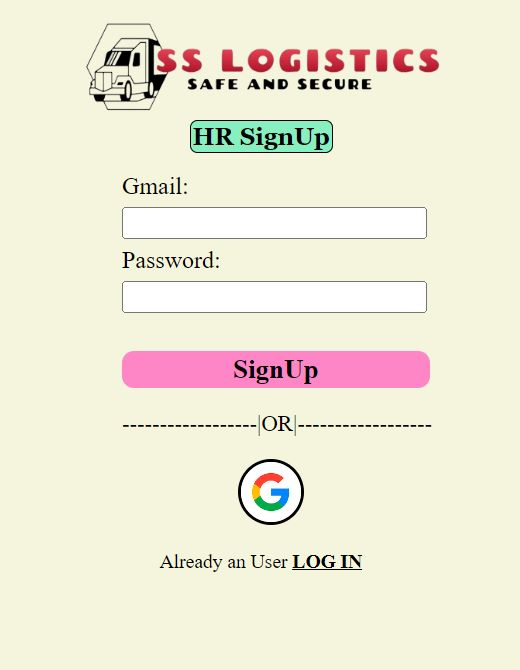 SS LOGISTICS
SAFE AND SECURE
HR SignUp
Gmail:
Password:
SignUp
------------------|OR|------------------
G
Already an User LOG IN